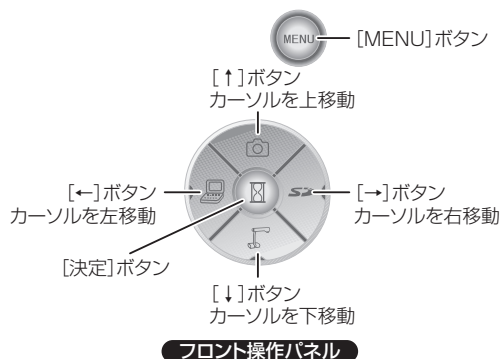 MENU
[MENU]ボタン
[↑]ボタン
カーソルを上移動
[←]ボタン
カーソルを左移動
SD
[→]ボタン
カーソルを右移動
[決定]ボタン
[↓]ボタン
カーソルを下移動
フロント操作パネル